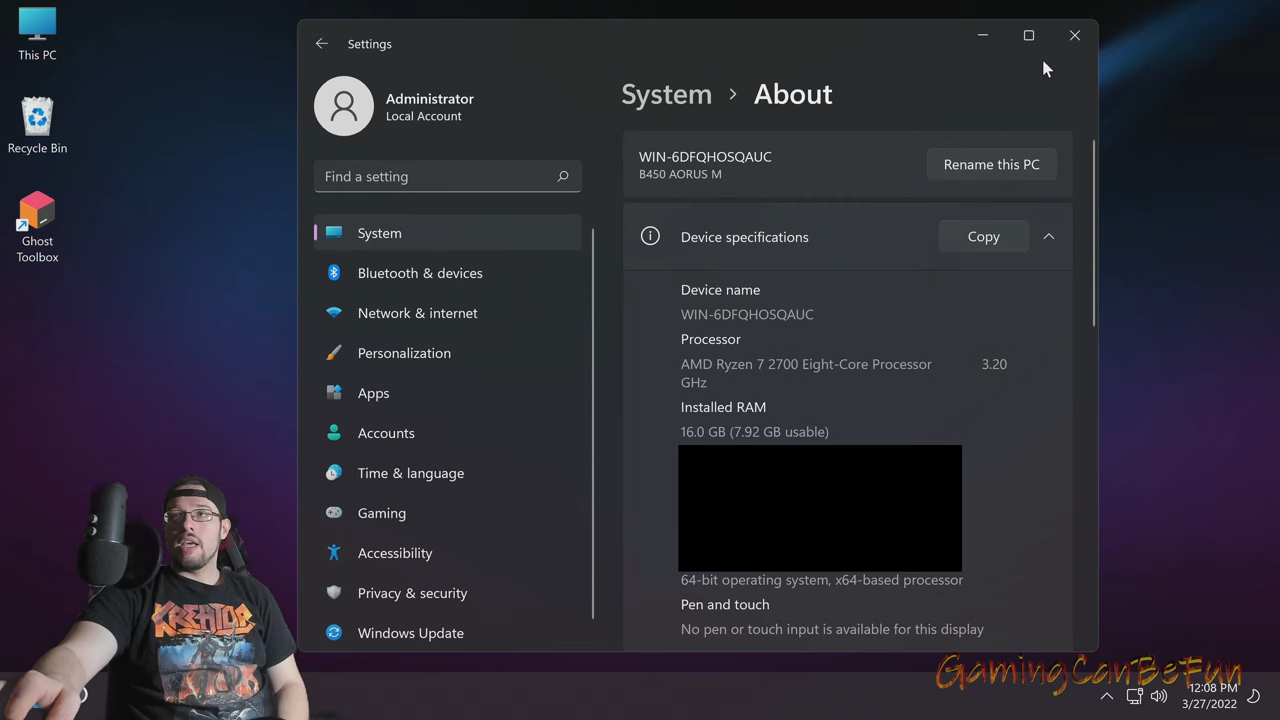 This PC
Recycle Bin
Ghost
Toolbox
Settings
Administrator
Local Account
Find a setting
System
Bluetooth & devices
Network & internet
Personalization
Apps
Accounts
Time & language
Gaming
Accessibility
Privacy & security
Windows Update
System > About
WIN-6DFQHOSQAUC
B450 AORUS M
Rename this PC
Device specifications
Copy
Device name
WIN-6DFQHOSQAUC
Processor
AMD Ryzen 7 2700 Eight-Core Processor 3.20
GHz
Installed RAM
16.0 GB (7.92 GB usable)
64-bit operating system, x64-based processor
Pen and touch
No pen or touch input is available for this display
KREATOR
GamingCanBeFun
12:08 PM
3/27/2022